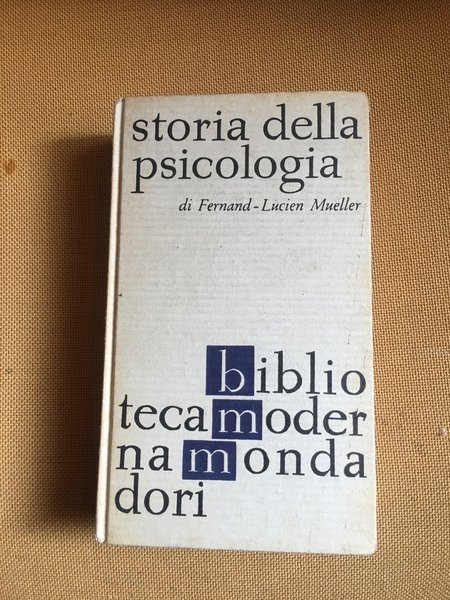 storia della
psicologia
di Fernand-Lucien Mueller
biblio
tecamoder
namonda
dori